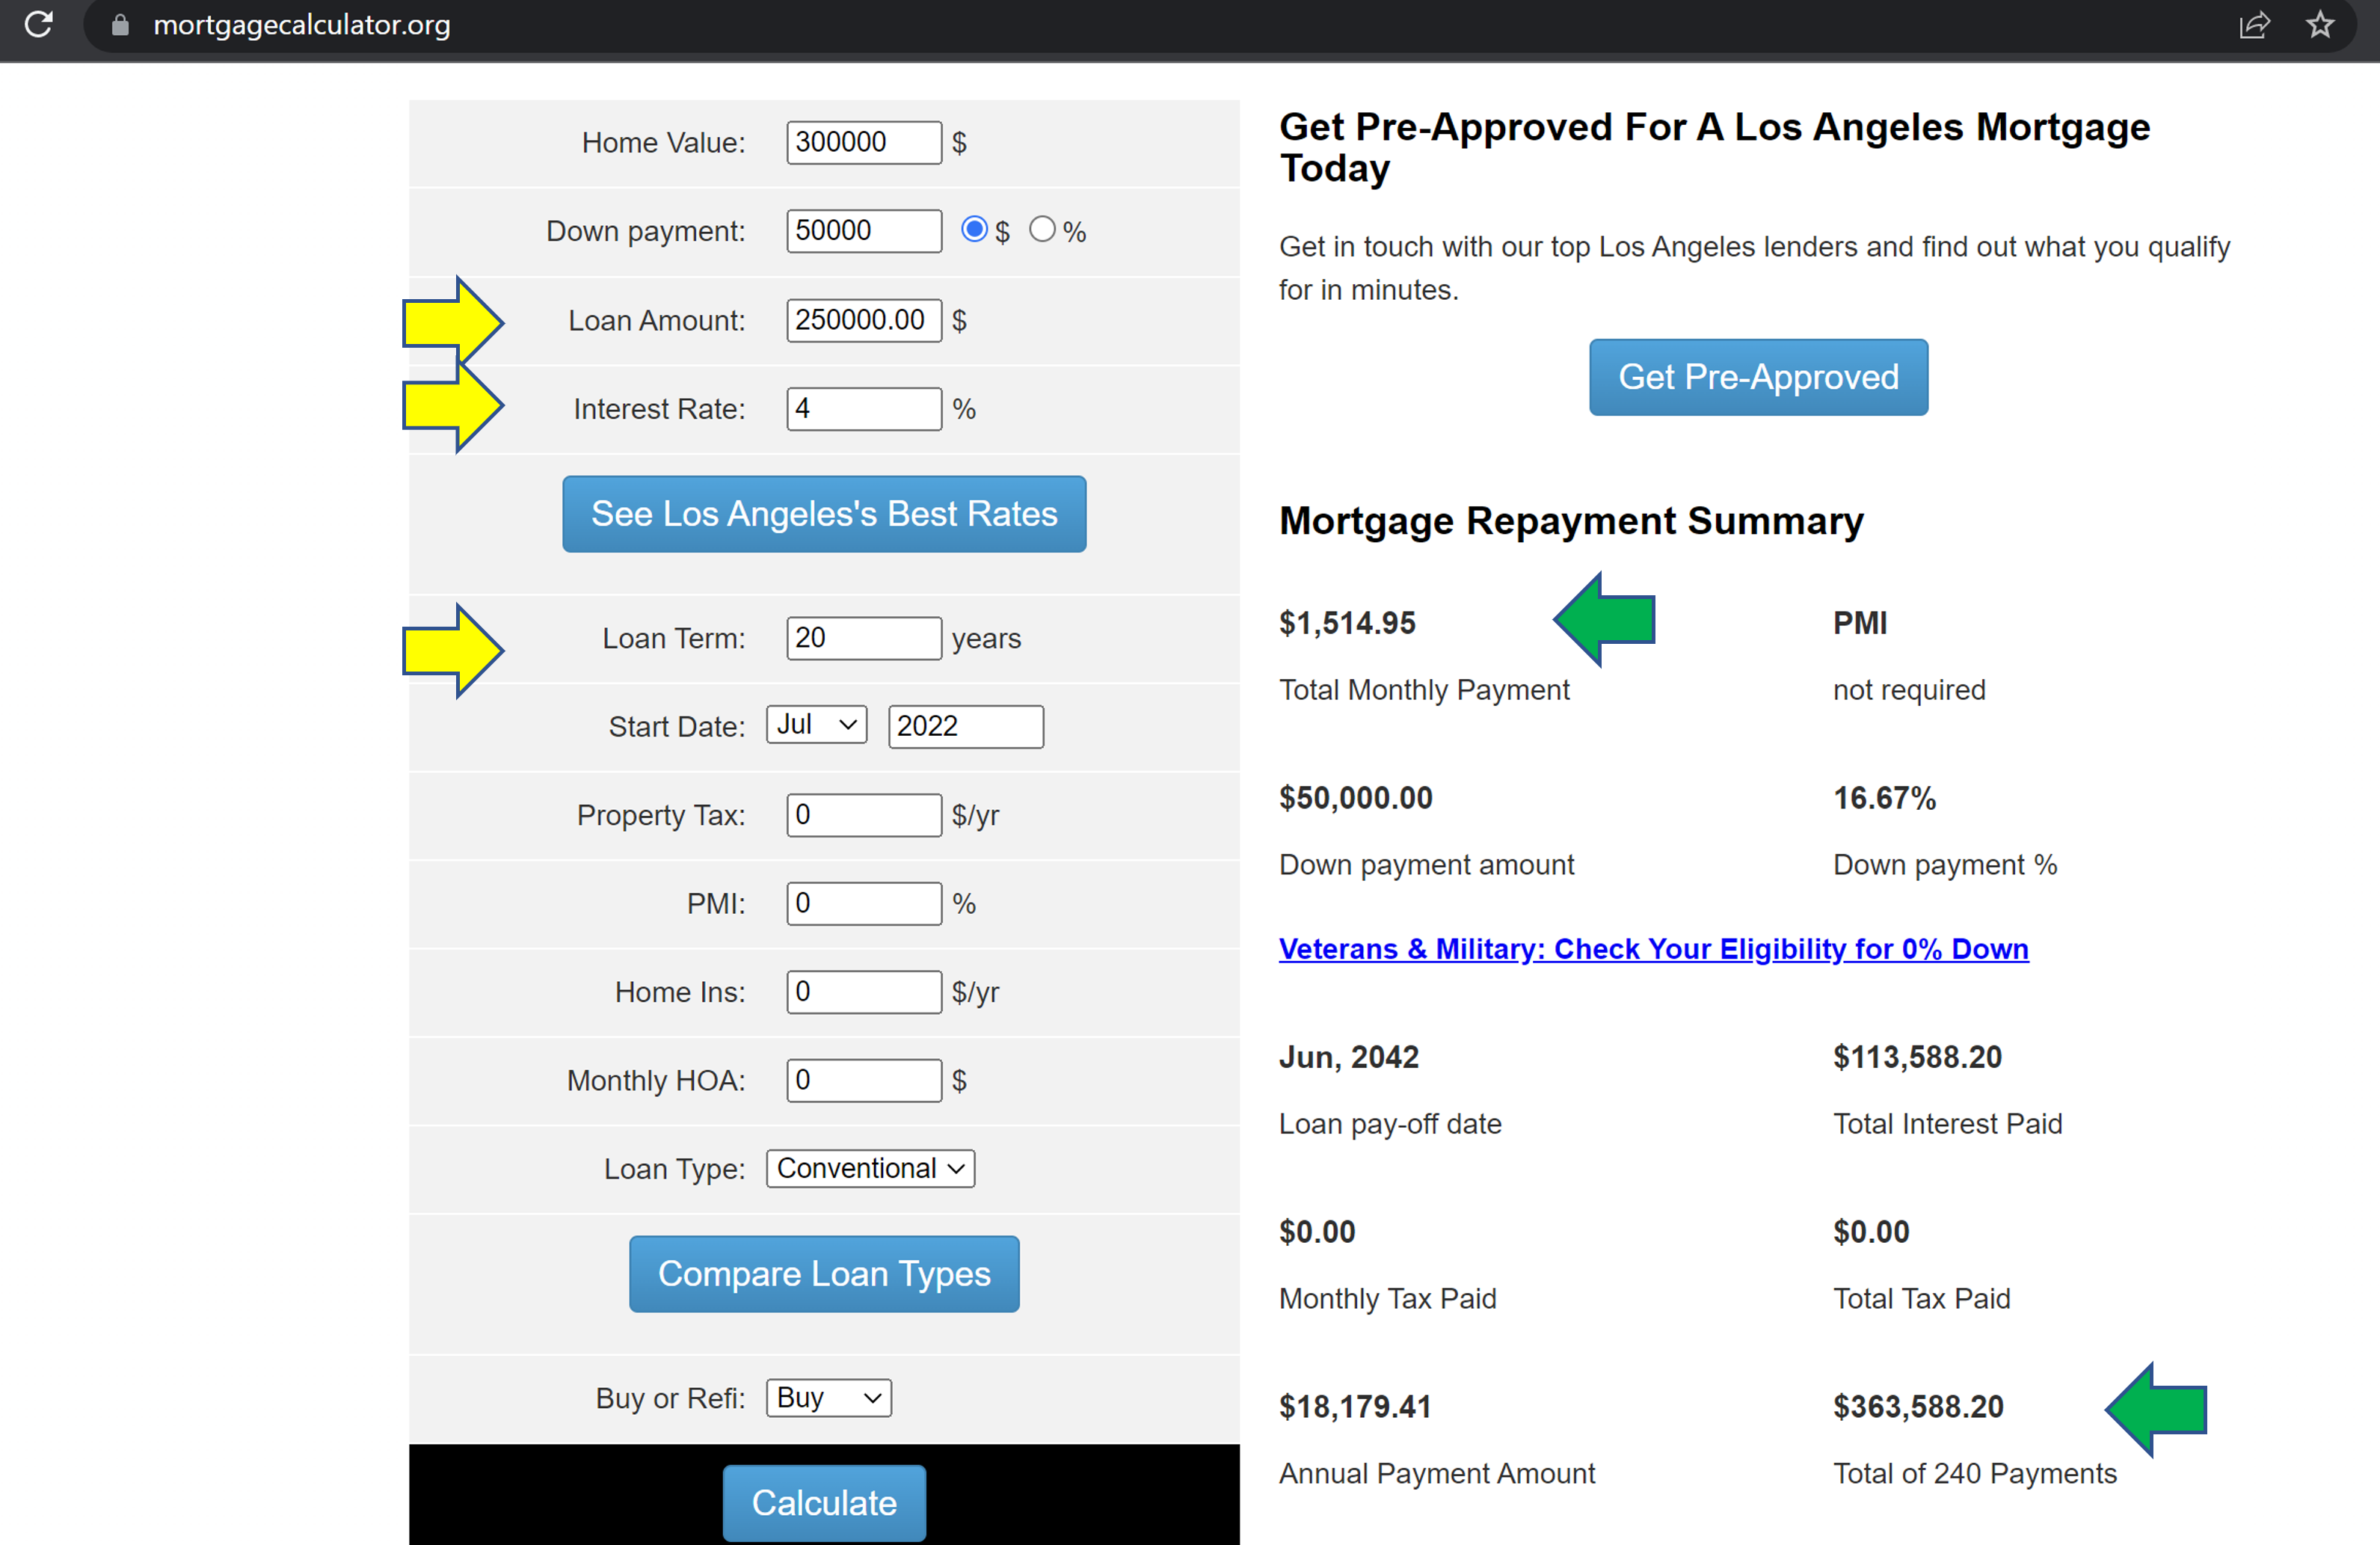 mortgagecalculator.org
Home Value: 300000 $
Down payment: 50000 $ %
Loan Amount: 250000.00 $
Interest Rate: 4 %
See Los Angeles's Best Rates
Loan Term: 20 years
Start Date: Jul 2022
Property Tax: 0 $/yr
PMI: 0 %
Home Ins: 0 $/yr
Monthly HOA: 0 $
Loan Type: Conventional
Compare Loan Types
Buy or Refi: Buy
Calculate
Get Pre-Approved For A Los Angeles Mortgage
Today
Get in touch with our top Los Angeles lenders and find out what you qualify
for in minutes.
Get Pre-Approved
Mortgage Repayment Summary
$1,514.95 PMI
Total Monthly Payment not required
$50,000.00 16.67%
Down payment amount Down payment %
Veterans & Military: Check Your Eligibility for 0% Down
Jun, 2042 $113,588.20
Loan pay-off date Total Interest Paid
$0.00 $0.00
Monthly Tax Paid Total Tax Paid
$18,179.41 $363,588.20
Annual Payment Amount Total of 240 Payments